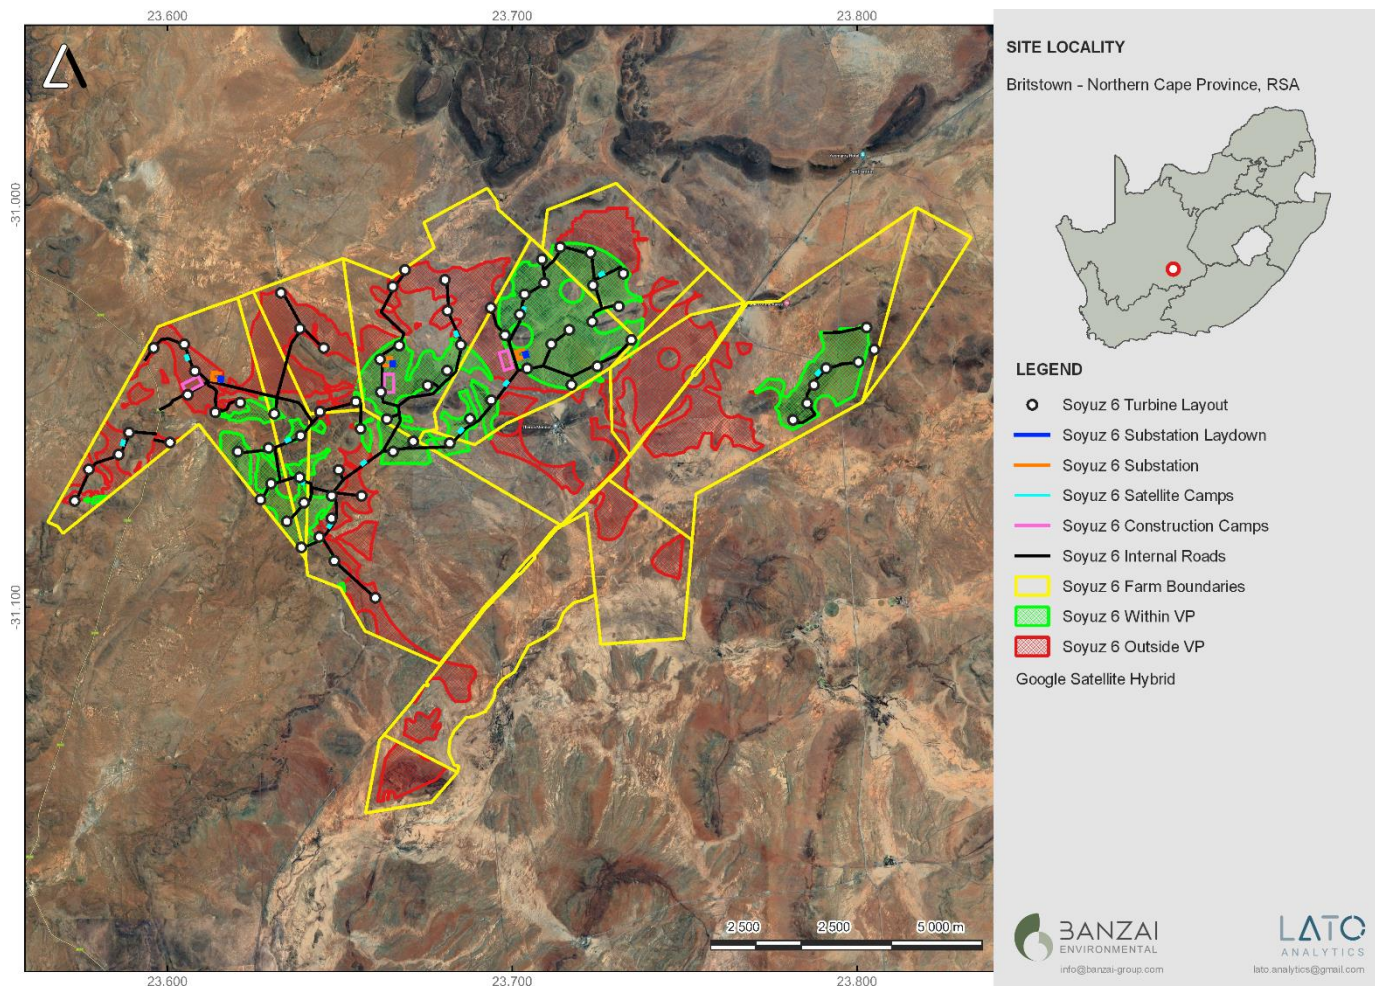 23.600
23.700
23.800
-31.000
-31.100
2 500
2 500
5 000 m
23.600
23.700
23.800
SITE LOCALITY
Britstown - Northern Cape Province, RSA
LEGEND
Soyuz 6 Turbine Layout
Soyuz 6 Substation Laydown
Soyuz 6 Substation
Soyuz 6 Satellite Camps
Soyuz 6 Construction Camps
Soyuz 6 Internal Roads
Soyuz 6 Farm Boundaries
Soyuz 6 Within VP
Soyuz 6 Outside VP
Google Satellite Hybrid
BANZAI
ENVIRONMENTAL
info@banzai-group.com
LATO
ANALYTICS
lato.analytics@gmail.com